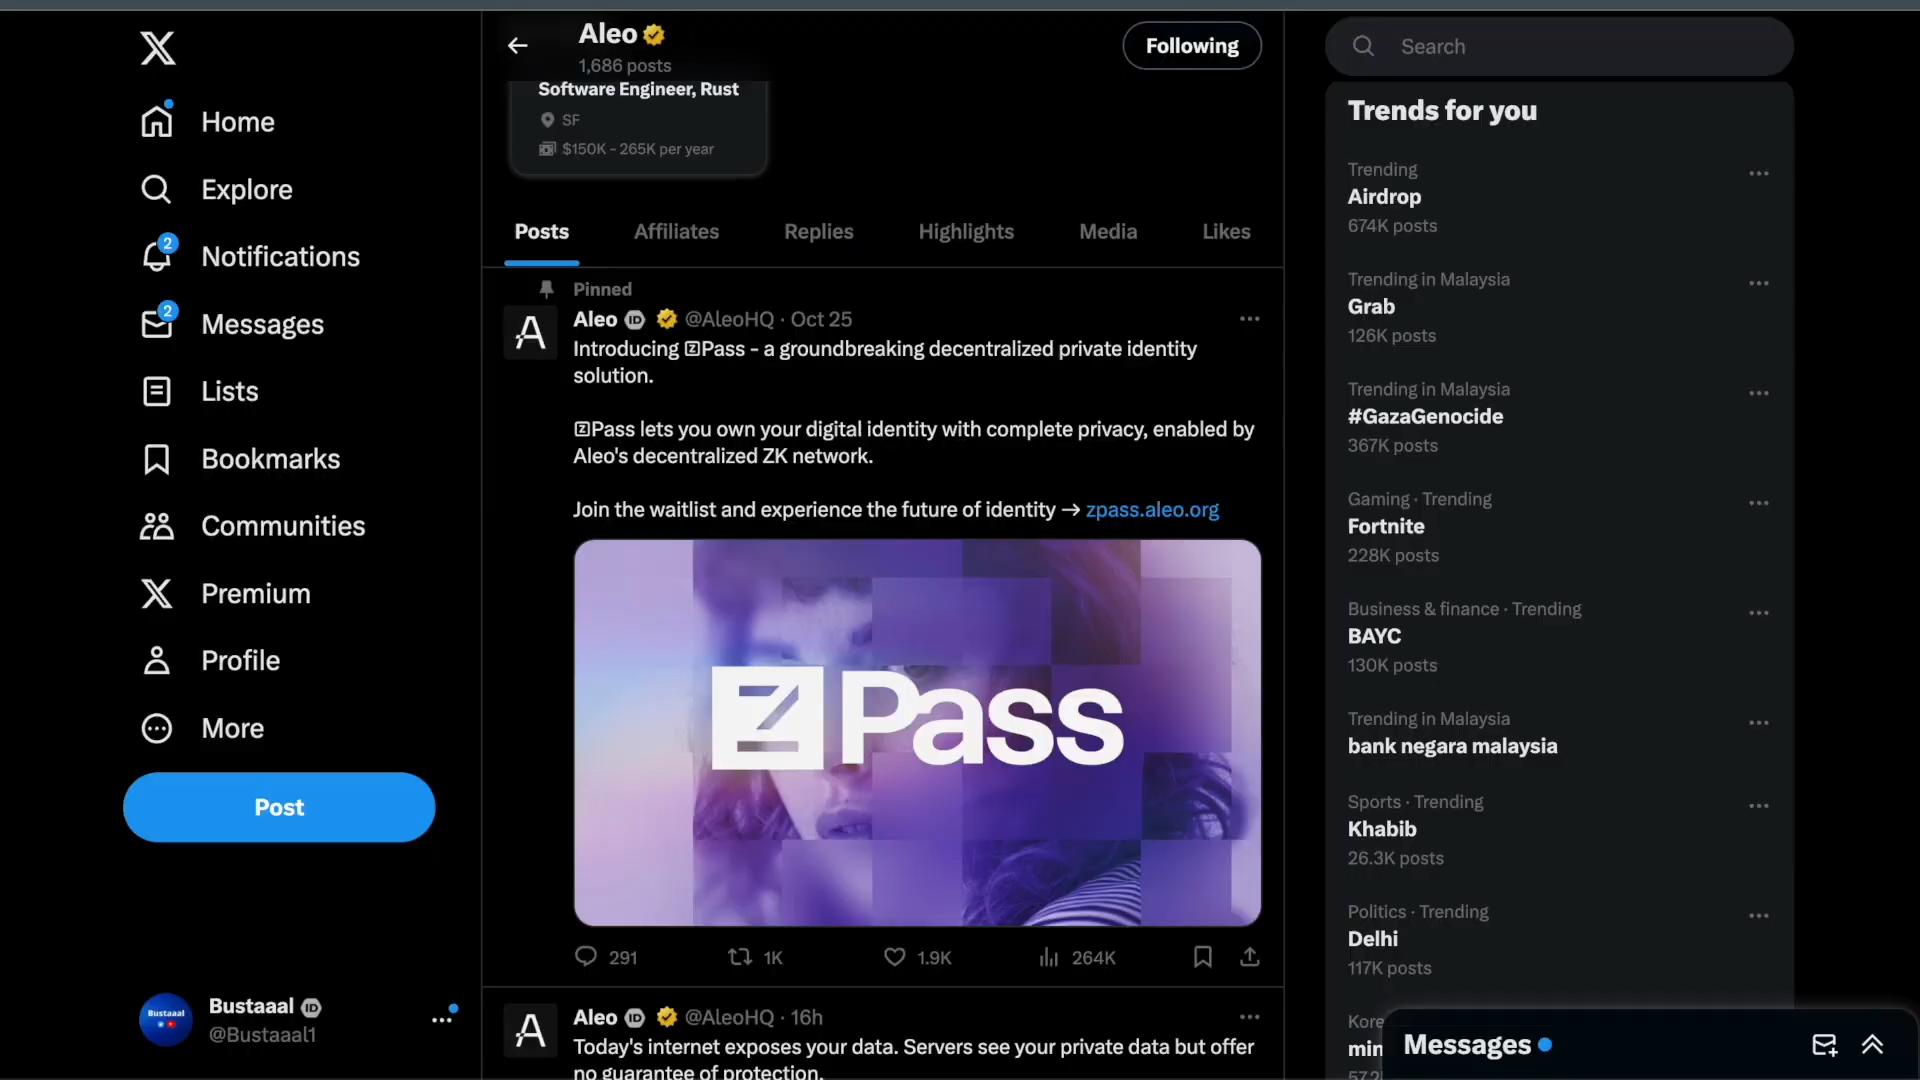 Home
Explore
2
Notifications
2
Messages
Lists
Bookmarks
Communities
Premium
Profile
More
Post
Bustaaal
Bustaaal ID
@Bustaaal1
Aleo
1,686 posts
Following
Software Engineer, Rust
SF
$150K - 265K per year
Posts Affiliates Replies Highlights Media Likes
Pinned
Aleo ID @AleoHQ · Oct 25
Introducing 🆉Pass - a groundbreaking decentralized private identity
solution.
🆉Pass lets you own your digital identity with complete privacy, enabled by
Aleo's decentralized ZK network.
Join the waitlist and experience the future of identity → zpass.aleo.org
Z Pass
291 1K 1.9K 264K
Aleo ID @AleoHQ · 16h
Today's internet exposes your data. Servers see your private data but offer
no guarantee of protection.
Search
Trends for you
Trending
Airdrop
674K posts
Trending in Malaysia
Grab
126K posts
Trending in Malaysia
#GazaGenocide
367K posts
Gaming · Trending
Fortnite
228K posts
Business & finance · Trending
BAYC
130K posts
Trending in Malaysia
bank negara malaysia
Sports · Trending
Khabib
26.3K posts
Politics · Trending
Delhi
117K posts
Messages